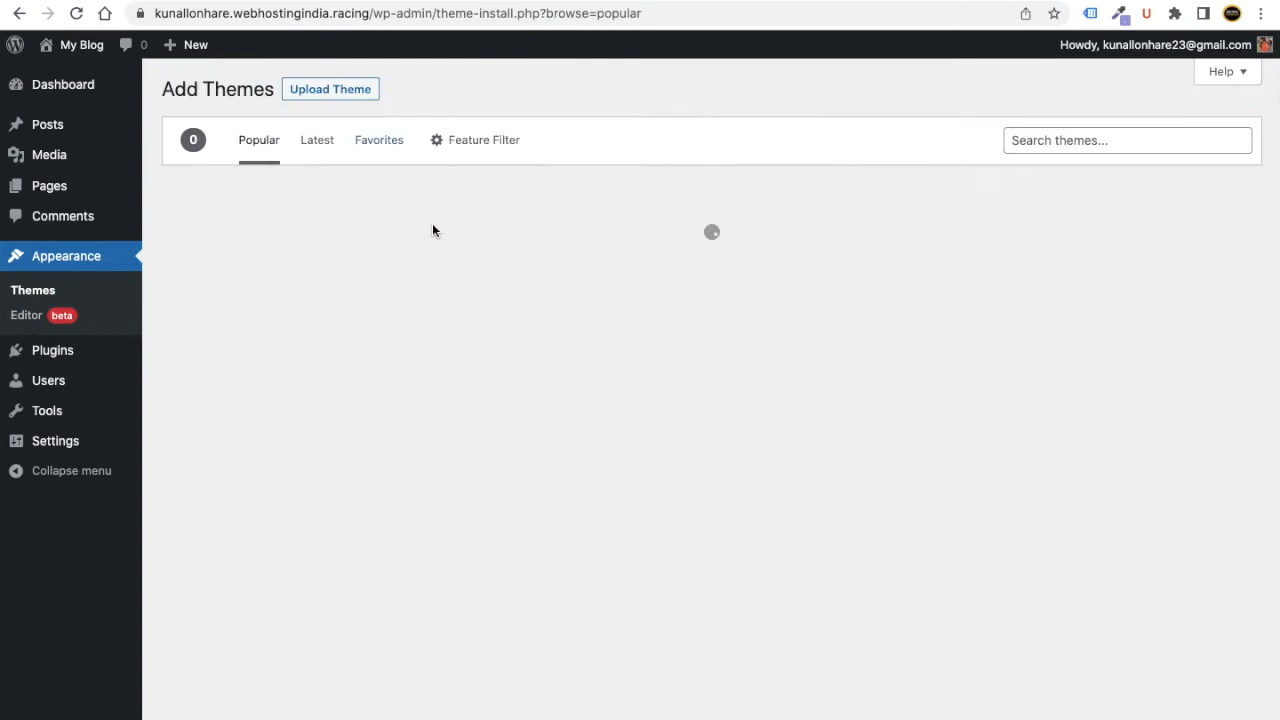 kunallonhare.webhostingindia.racing/wp-admin/theme-install.php?browse=popular
My Blog 0 New Howdy, kunallonhare23@gmail.com
Help
Add Themes Upload Theme
0 Popular Latest Favorites Feature Filter Search themes...
Dashboard
Posts
Media
Pages
Comments
Appearance
Themes
Editor beta
Plugins
Users
Tools
Settings
Collapse menu